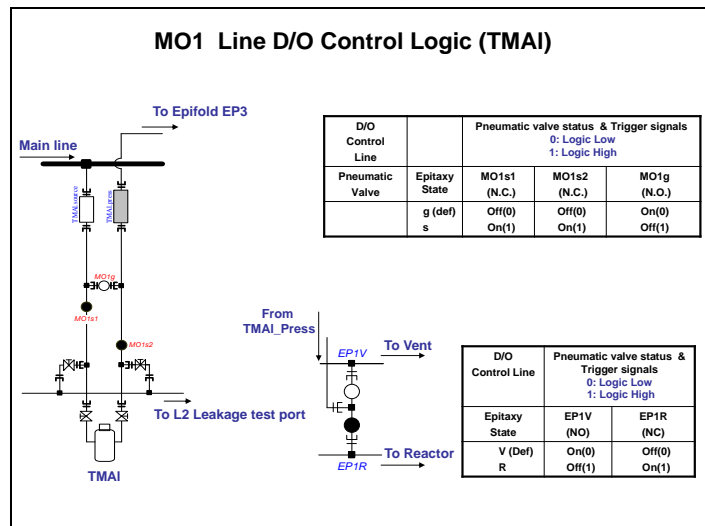 MO1 Line D/O Control Logic (TMAl)
To Epifold EP3
Main line
TMALsource
TMALpress
MO1g
MO1s1
MO1s2
To L2 Leakage test port
TMAl
D/O Control Line
Pneumatic valve status & Trigger signals
0: Logic Low
1: Logic High
Pneumatic Valve
Epitaxy State
MO1s1 (N.C.)
MO1s2 (N.C.)
MO1g (N.O.)
g (def) Off(0) Off(0) On(0)
s On(1) On(1) Off(1)
From
TMAl_Press
EP1V
To Vent
To Reactor
EP1R
D/O Control Line
Pneumatic valve status &
Trigger signals
0: Logic Low
1: Logic High
Epitaxy State
EP1V (NO)
EP1R (NC)
V (Def) On(0) Off(0)
R Off(1) On(1)